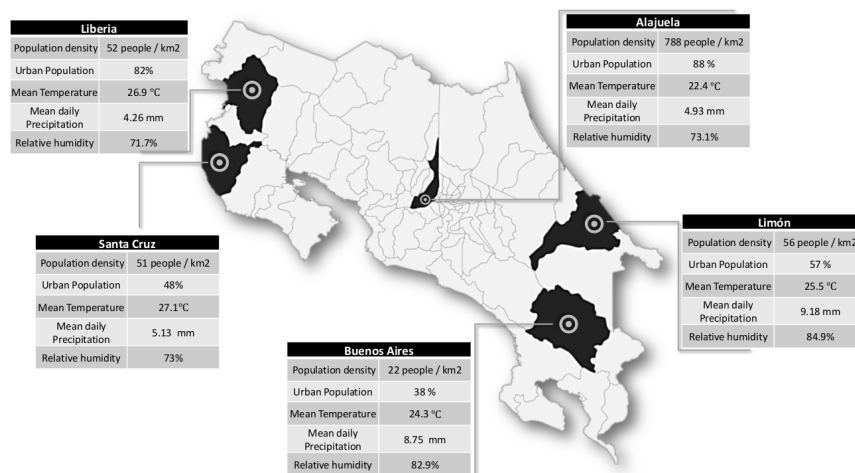 Liberia
Population density 52 people / km2
Urban Population 82%
Mean Temperature 26.9 °C
Mean daily
Precipitation 4.26 mm
Relative humidity 71.7%
Alajuela
Population density 788 people / km2
Urban Population 88 %
Mean Temperature 22.4 °C
Mean daily
Precipitation 4.93 mm
Relative humidity 73.1%
Santa Cruz
Population density 51 people / km2
Urban Population 48%
Mean Temperature 27.1°C
Mean daily
Precipitation 5.13 mm
Relative humidity 73%
Limón
Population density 56 people / km2
Urban Population 57 %
Mean Temperature 25.5 °C
Mean daily
Precipitation 9.18 mm
Relative humidity 84.9%
Buenos Aires
Population density 22 people / km2
Urban Population 38 %
Mean Temperature 24.3 °C
Mean daily
Precipitation 8.75 mm
Relative humidity 82.9%